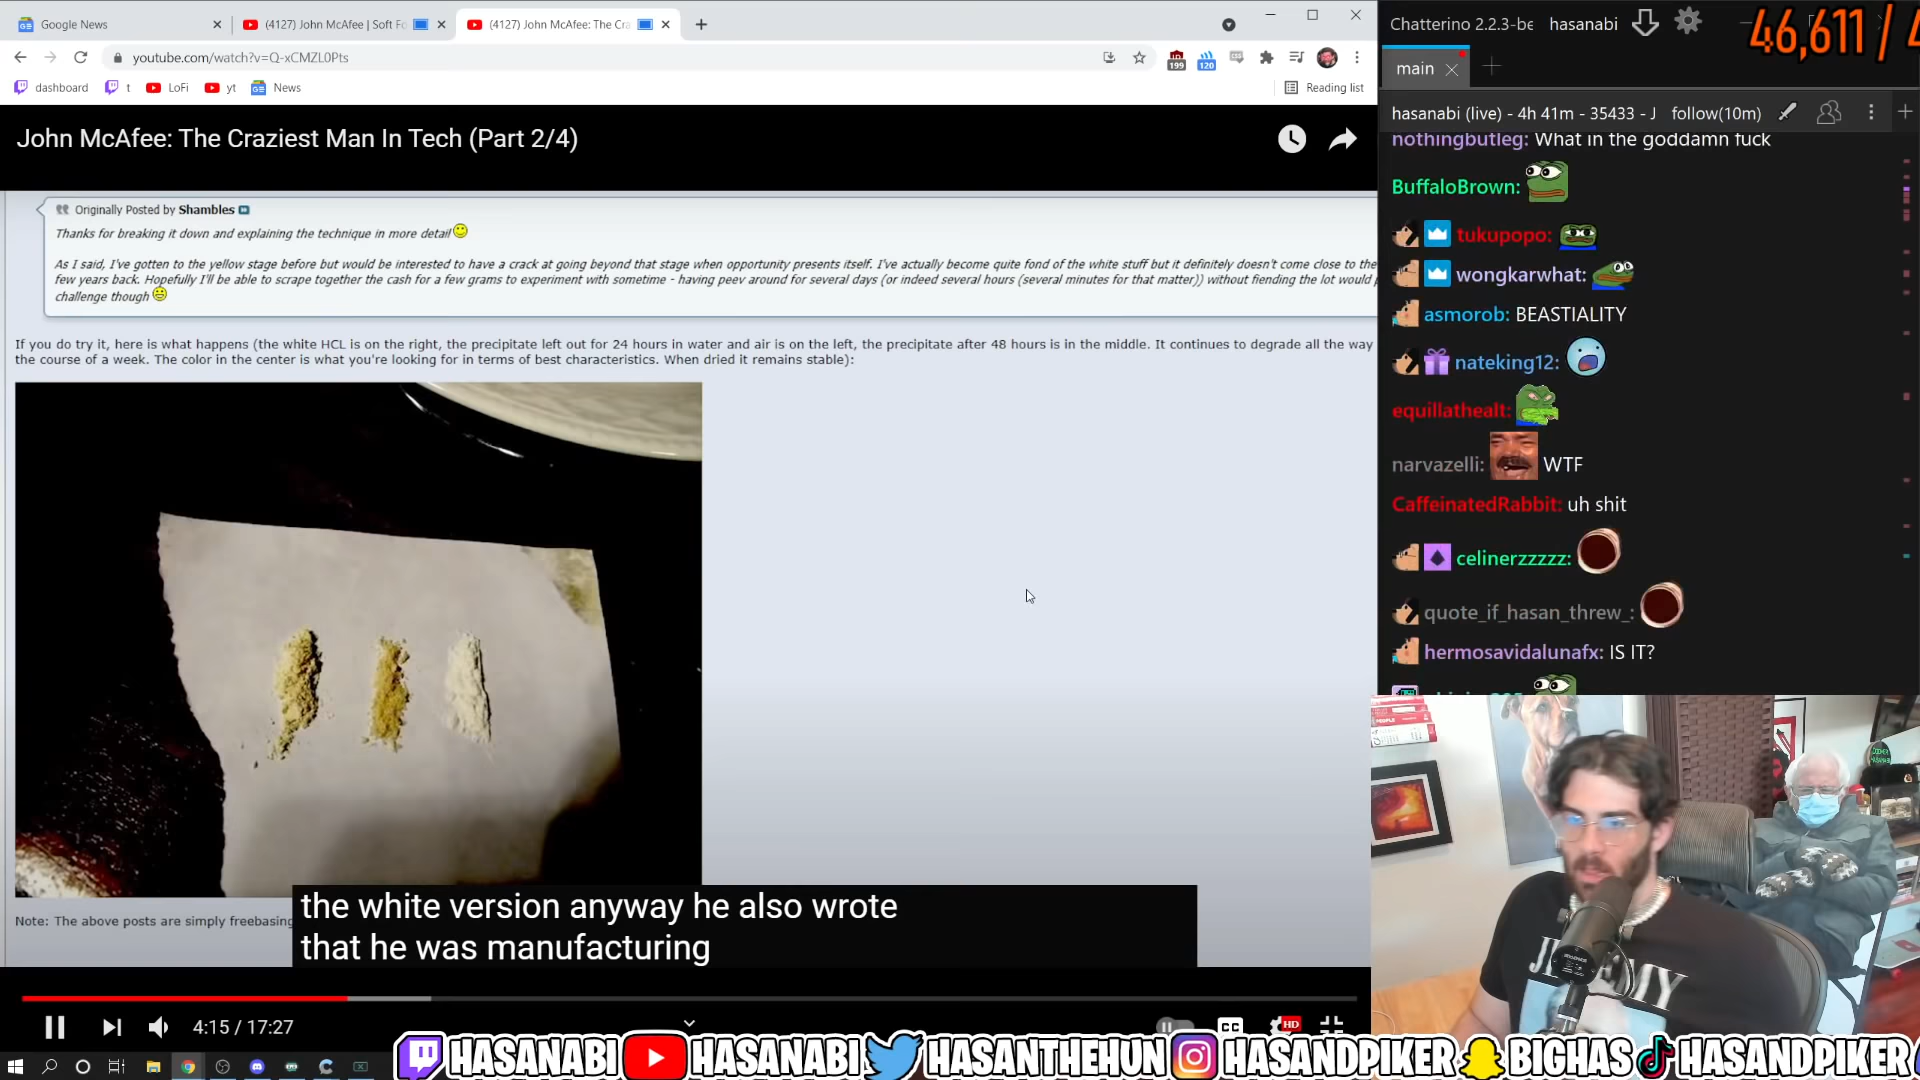 Google News
(4127) John McAfee | Soft Fo
(4127) John McAfee: The Cra
youtube.com/watch?v=Q-xCMZL0Pts
199
120
dashboard
t
LoFi
yt
News
Reading list
John McAfee: The Craziest Man In Tech (Part 2/4)
Originally Posted by Shambles
Thanks for breaking it down and explaining the technique in more detail
As I said, I've gotten to the yellow stage before but would be interested to have a crack at going beyond that stage when opportunity presents itself. I've actually become quite fond of the white stuff but it definitely doesn't come close to the
few years back. Hopefully I'll be able to scrape together the cash for a few grams to experiment with sometime - having peev around for several days (or indeed several hours (several minutes for that matter)) without fiending the lot would
challenge though
If you do try it, here is what happens (the white HCL is on the right, the precipitate left out for 24 hours in water and air is on the left, the precipitate after 48 hours is in the middle. It continues to degrade all the way
the course of a week. The color in the center is what you're looking for in terms of best characteristics. When dried it remains stable):
Note: The above posts are simply freebasing
the white version anyway he also wrote
that he was manufacturing
4:15 / 17:27
CC
HD
Chatterino 2.2.3-be
hasanabi
46,611 / 4
main
hasanabi (live) - 4h 41m - 35433 - J
follow(10m)
nothingbutleg: What in the goddamn fuck
BuffaloBrown:
tukupopo:
wongkarwhat:
asmorob: BEASTIALITY
nateking12:
equillathealt:
narvazelli: WTF
CaffeinatedRabbit: uh shit
celinerzzzzz:
quote_if_hasan_threw_:
hermosavidalunafx: IS IT?
HASANABI
HASANABI
HASANTHEHUN
HASANDPIKER
BIGHAS
HASANDPIKER